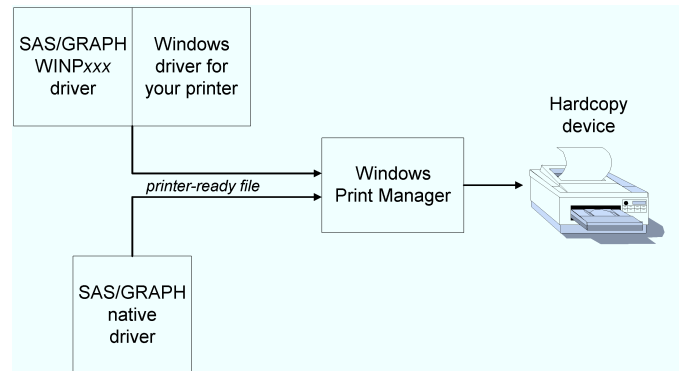 SAS/GRAPH
WINPxxx
driver
Windows
driver for
your printer
Hardcopy
device
printer-ready file
Windows
Print Manager
SAS/GRAPH
native
driver